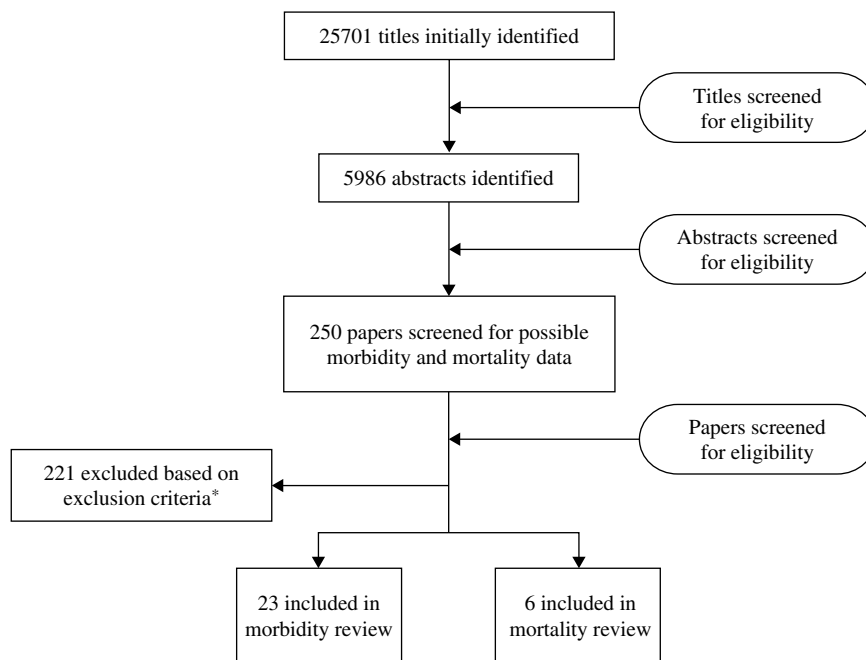 25701 titles initially identified
Titles screened
for eligibility
5986 abstracts identified
Abstracts screened
for eligibility
250 papers screened for possible
morbidity and mortality data
Papers screened
for eligibility
221 excluded based on
exclusion criteria*
23 included in
morbidity review
6 included in
mortality review